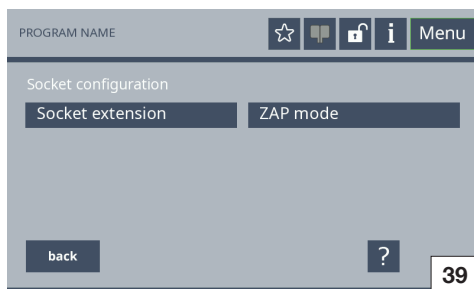 PROGRAM NAME
i Menu
Socket configuration
Socket extension ZAP mode
back ?
39